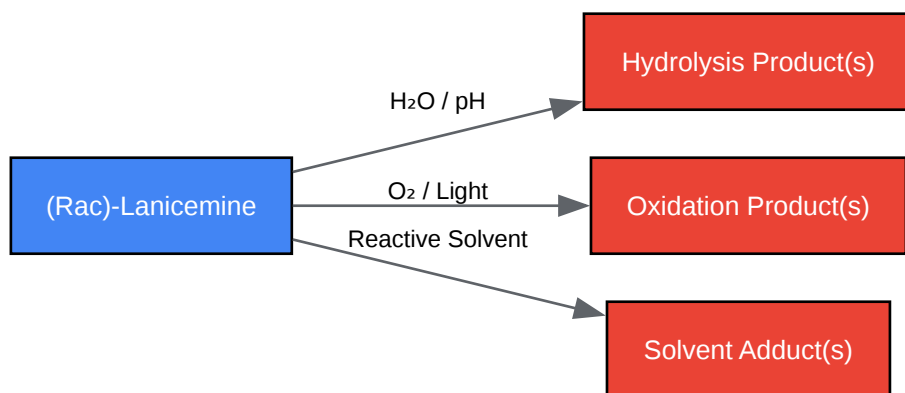 Hydrolysis Product(s)
H₂O / pH
(Rac)-Lanicemine
O₂ / Light
Oxidation Product(s)
Reactive Solvent
Solvent Adduct(s)